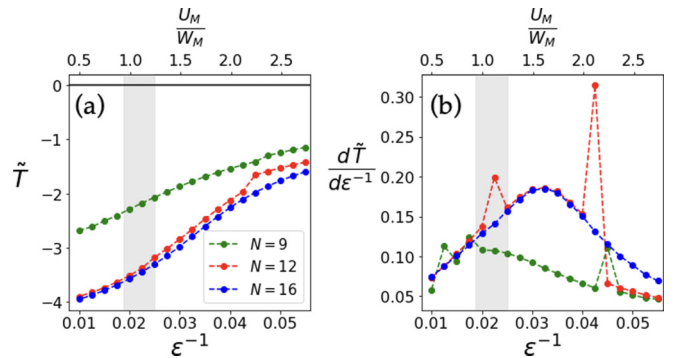 U_M
W_M
0.5 1.0 1.5 2.0 2.5
(a)
T̃
0
−1
−2
−3
−4
N = 9
N = 12
N = 16
0.01 0.02 0.03 0.04 0.05
ε⁻¹
U_M
W_M
0.5 1.0 1.5 2.0 2.5
(b)
dT̃
dε⁻¹
0.30
0.25
0.20
0.15
0.10
0.05
0.01 0.02 0.03 0.04 0.05
ε⁻¹